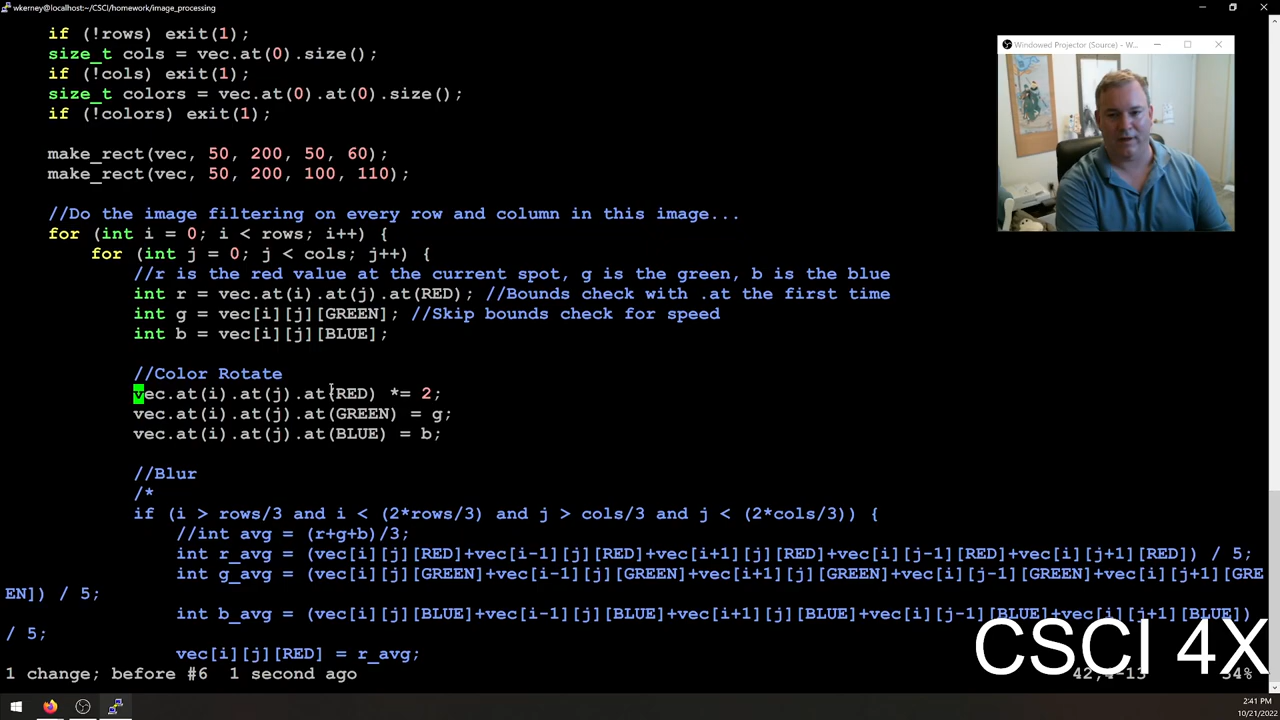 wkerney@localhost:~/CSCI/homework/image_processing
if (!rows) exit(1);
size_t cols = vec.at(0).size();
if (!cols) exit(1);
size_t colors = vec.at(0).at(0).size();
if (!colors) exit(1);
Windowed Projector (Source) - W...
make_rect(vec, 50, 200, 50, 60);
make_rect(vec, 50, 200, 100, 110);
//Do the image filtering on every row and column in this image...
for (int i = 0; i < rows; i++) {
for (int j = 0; j < cols; j++) {
//r is the red value at the current spot, g is the green, b is the blue
int r = vec.at(i).at(j).at(RED); //Bounds check with .at the first time
int g = vec[i][j][GREEN]; //Skip bounds check for speed
int b = vec[i][j][BLUE];
//Color Rotate
vec.at(i).at(j).at(RED) *= 2;
vec.at(i).at(j).at(GREEN) = g;
vec.at(i).at(j).at(BLUE) = b;
//Blur
/*
if (i > rows/3 and i < (2*rows/3) and j > cols/3 and j < (2*cols/3)) {
//int avg = (r+g+b)/3;
int r_avg = (vec[i][j][RED]+vec[i-1][j][RED]+vec[i+1][j][RED]+vec[i][j-1][RED]+vec[i][j+1][RED]) / 5;
int g_avg = (vec[i][j][GREEN]+vec[i-1][j][GREEN]+vec[i+1][j][GREEN]+vec[i][j-1][GREEN]+vec[i][j+1][GRE
EN]) / 5;
int b_avg = (vec[i][j][BLUE]+vec[i-1][j][BLUE]+vec[i+1][j][BLUE]+vec[i][j-1][BLUE]+vec[i][j+1][BLUE])
/ 5;
vec[i][j][RED] = r_avg;
CSCI 4X
1 change; before #6 1 second ago
2:41 PM
10/21/2022